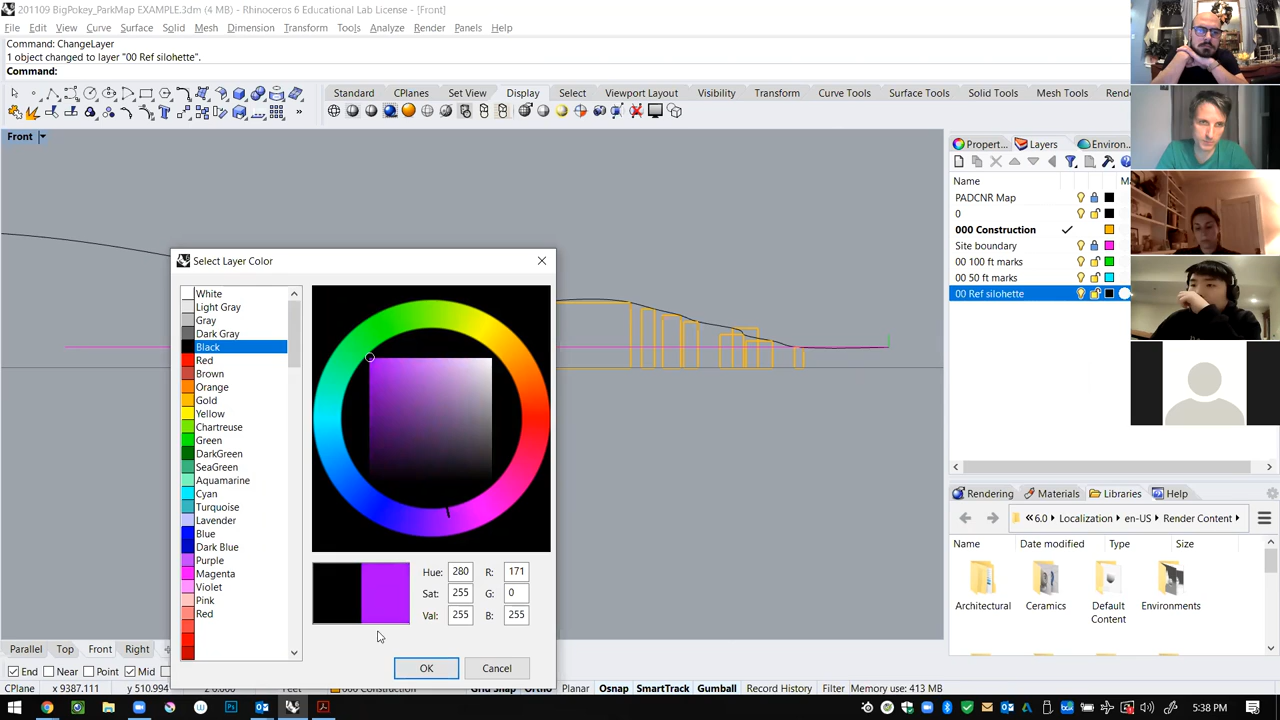 201109 BigPokey_ParkMap EXAMPLE.3dm (4 MB) - Rhinoceros 6 Educational Lab License - [Front]
File Edit View Curve Surface Solid Mesh Dimension Transform Tools Analyze Render Panels Help
Command: ChangeLayer
1 object changed to layer "00 Ref silohette".
Command:
Standard CPlanes Set View Display Select Viewport Layout Visibility Transform Curve Tools Surface Tools Solid Tools Mesh Tools
Front
Propert... Layers
Name
PADCNR Map
0
000 Construction
Site boundary
00 100 ft marks
00 50 ft marks
00 Ref silohette
Select Layer Color
White
Light Gray
Gray
Dark Gray
Black
Red
Brown
Orange
Gold
Yellow
Chartreuse
Green
DarkGreen
SeaGreen
Aquamarine
Cyan
Turquoise
Lavender
Blue
Dark Blue
Purple
Magenta
Violet
Pink
Red
Hue: 280 R: 171
Sat: 255 G: 0
Val: 255 B: 255
OK Cancel
Rendering Materials Libraries Help
6.0 Localization en-US Render Content
Name Date modified Type Size
Architectural Ceramics Default Content Environments
Parallel Top Front Right
End Near Point Mid
CPlane x 9387.111 y 510.994 Feet Grid Snap Ortho Planar Osnap SmartTrack Gumball Record History Filter Memory use: 413 MB
5:38 PM